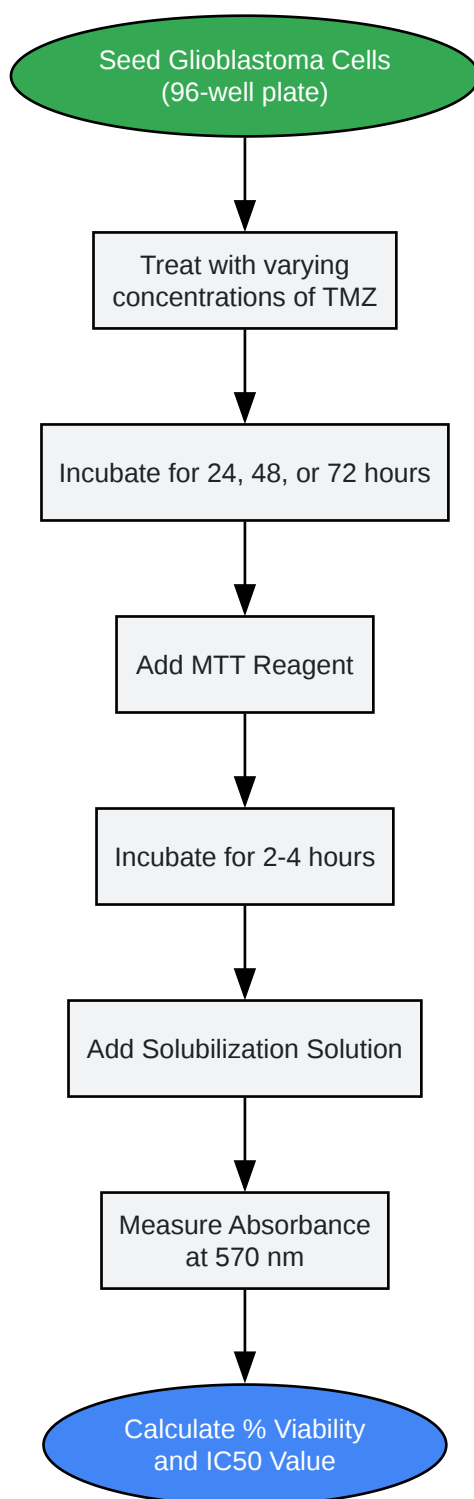 Seed Glioblastoma Cells
(96-well plate)
Treat with varying
concentrations of TMZ
Incubate for 24, 48, or 72 hours
Add MTT Reagent
Incubate for 2-4 hours
Add Solubilization Solution
Measure Absorbance
at 570 nm
Calculate % Viability
and IC50 Value